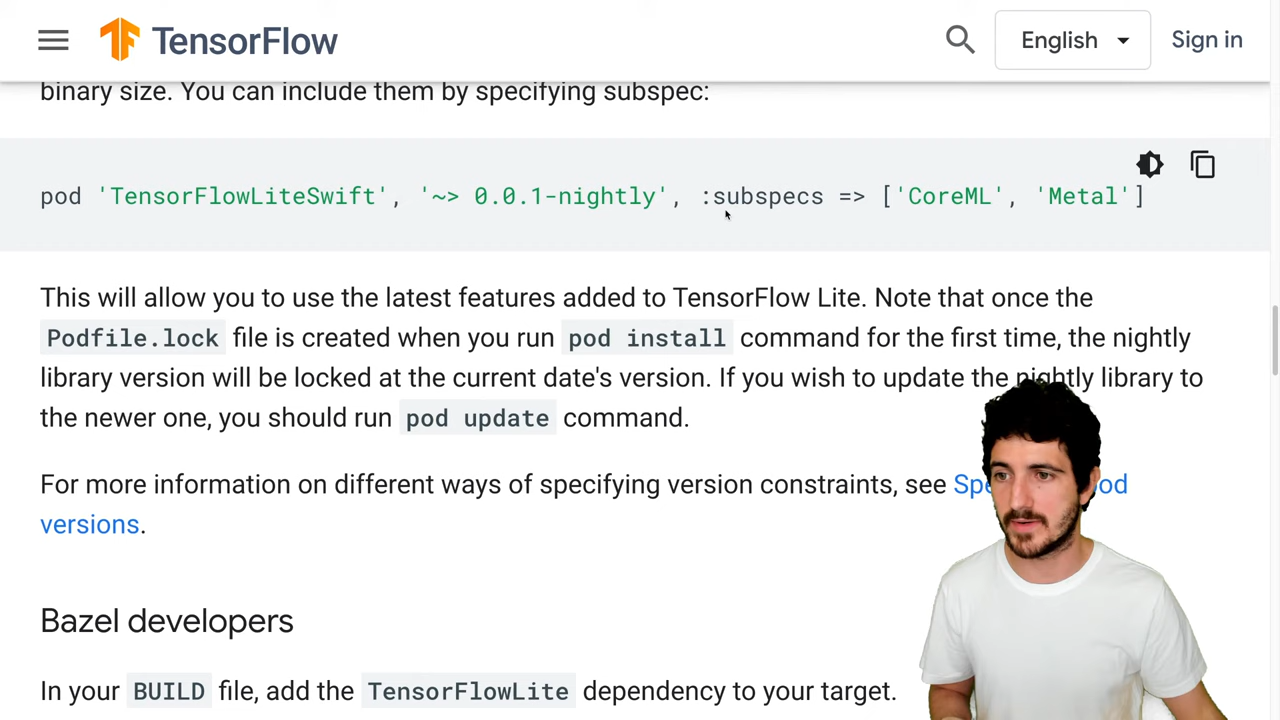 TensorFlow
English
Sign in
binary size. You can include them by specifying subspec:
pod 'TensorFlowLiteSwift', '~> 0.0.1-nightly', :subspecs => ['CoreML', 'Metal']
This will allow you to use the latest features added to TensorFlow Lite. Note that once the
Podfile.lock file is created when you run pod install command for the first time, the nightly
library version will be locked at the current date's version. If you wish to update the nightly library to
the newer one, you should run pod update command.
For more information on different ways of specifying version constraints, see
versions.
Bazel developers
In your BUILD file, add the TensorFlowLite dependency to your target.